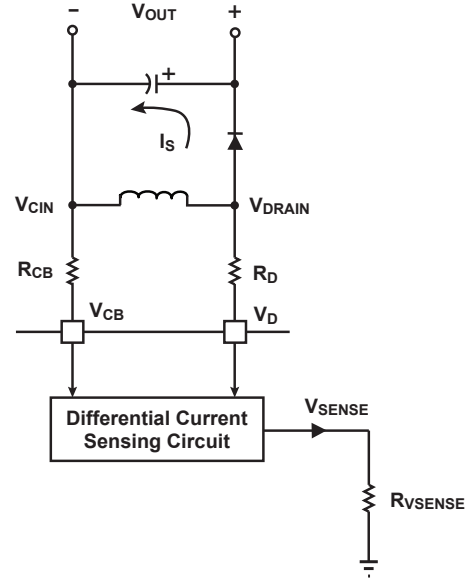 - VOUT +
+
IS
VCIN VDRAIN
RCB RD
VCB VD
Differential Current
Sensing Circuit
VSENSE
RVSENSE